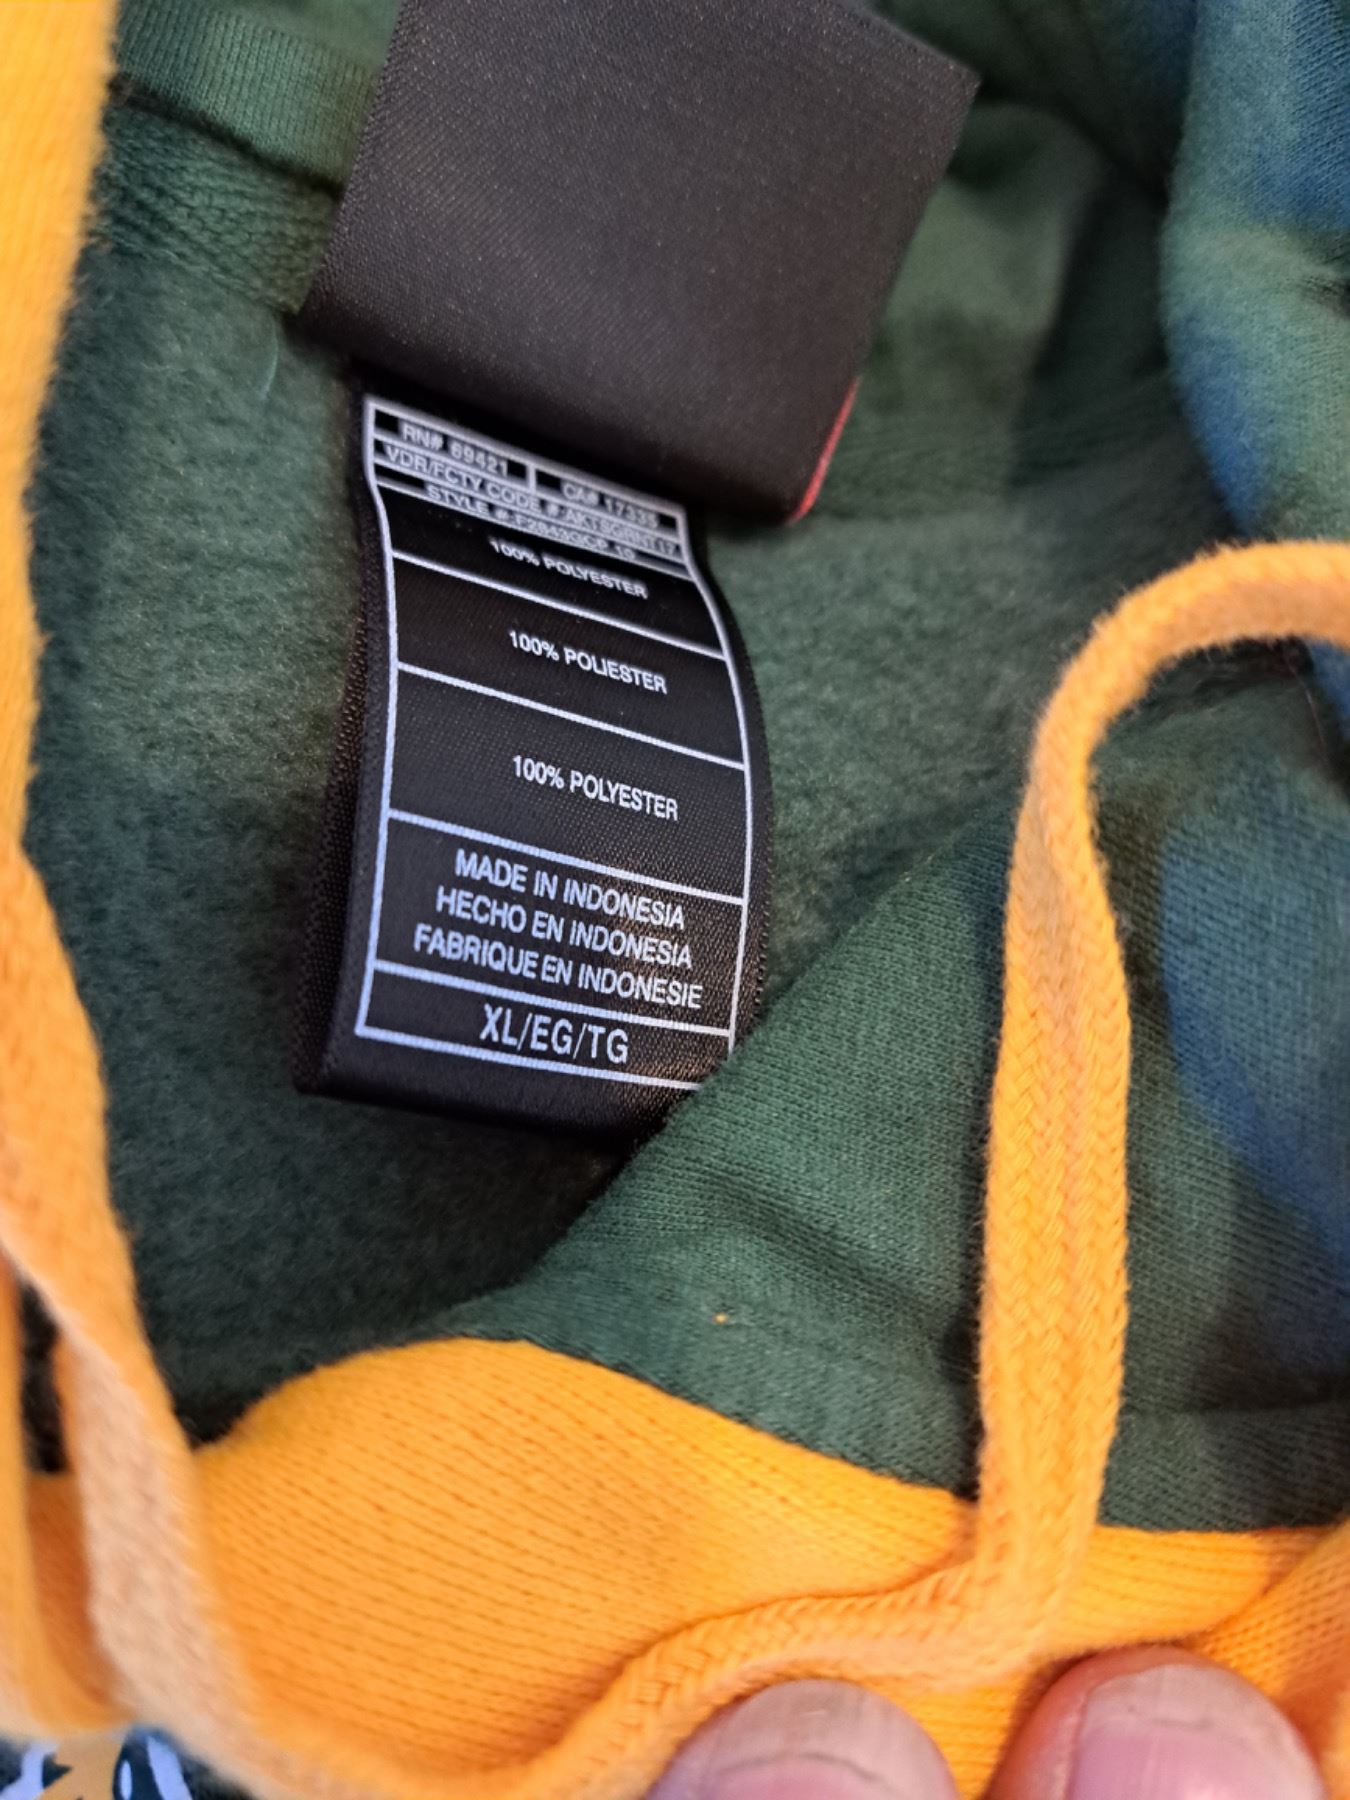 RN# 69421
CA# 17335
VDR/FCTY CODE #
STYLE #
100% POLYESTER
100% POLIESTER
100% POLYESTER
MADE IN INDONESIA
HECHO EN INDONESIA
FABRIQUE EN INDONESIE
XL/EG/TG